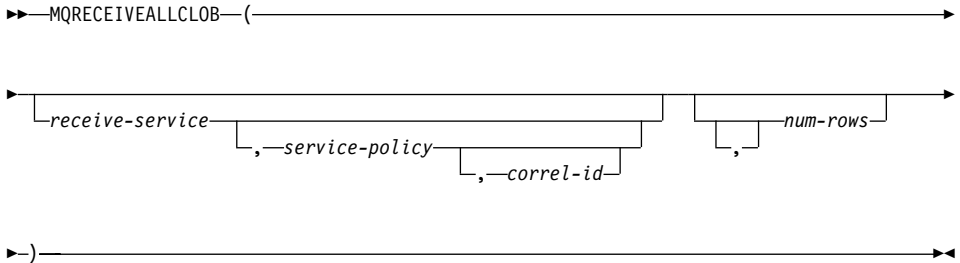 MQRECEIVEALLCLOB (
receive-service num-rows
, service-policy ,
, correl-id
)